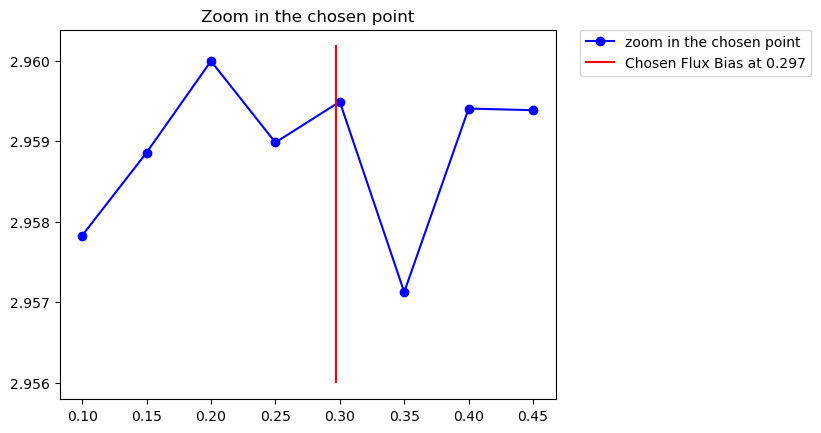 Zoom in the chosen point
zoom in the chosen point
Chosen Flux Bias at 0.297
2.960
2.959
2.958
2.957
2.956
0.10 0.15 0.20 0.25 0.30 0.35 0.40 0.45